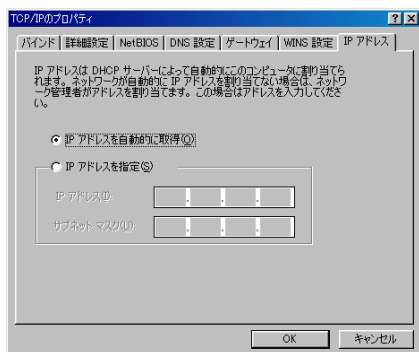 TCP/IPのプロパティ
バインド 詳細設定 NetBIOS DNS 設定 ゲートウェイ WINS 設定 IP アドレス
IP アドレスは DHCP サーバーによって自動的にこのコンピュータに割り当てら
れます。ネットワークが自動的に IP アドレスを割り当てない場合は、ネットワ
ーク管理者がアドレスを割り当てます。この場合はアドレスを入力してくださ
い。
IP アドレスを自動的に取得(O)
IP アドレスを指定(S)
IP アドレス(I):
サブネット マスク(U):
OK キャンセル